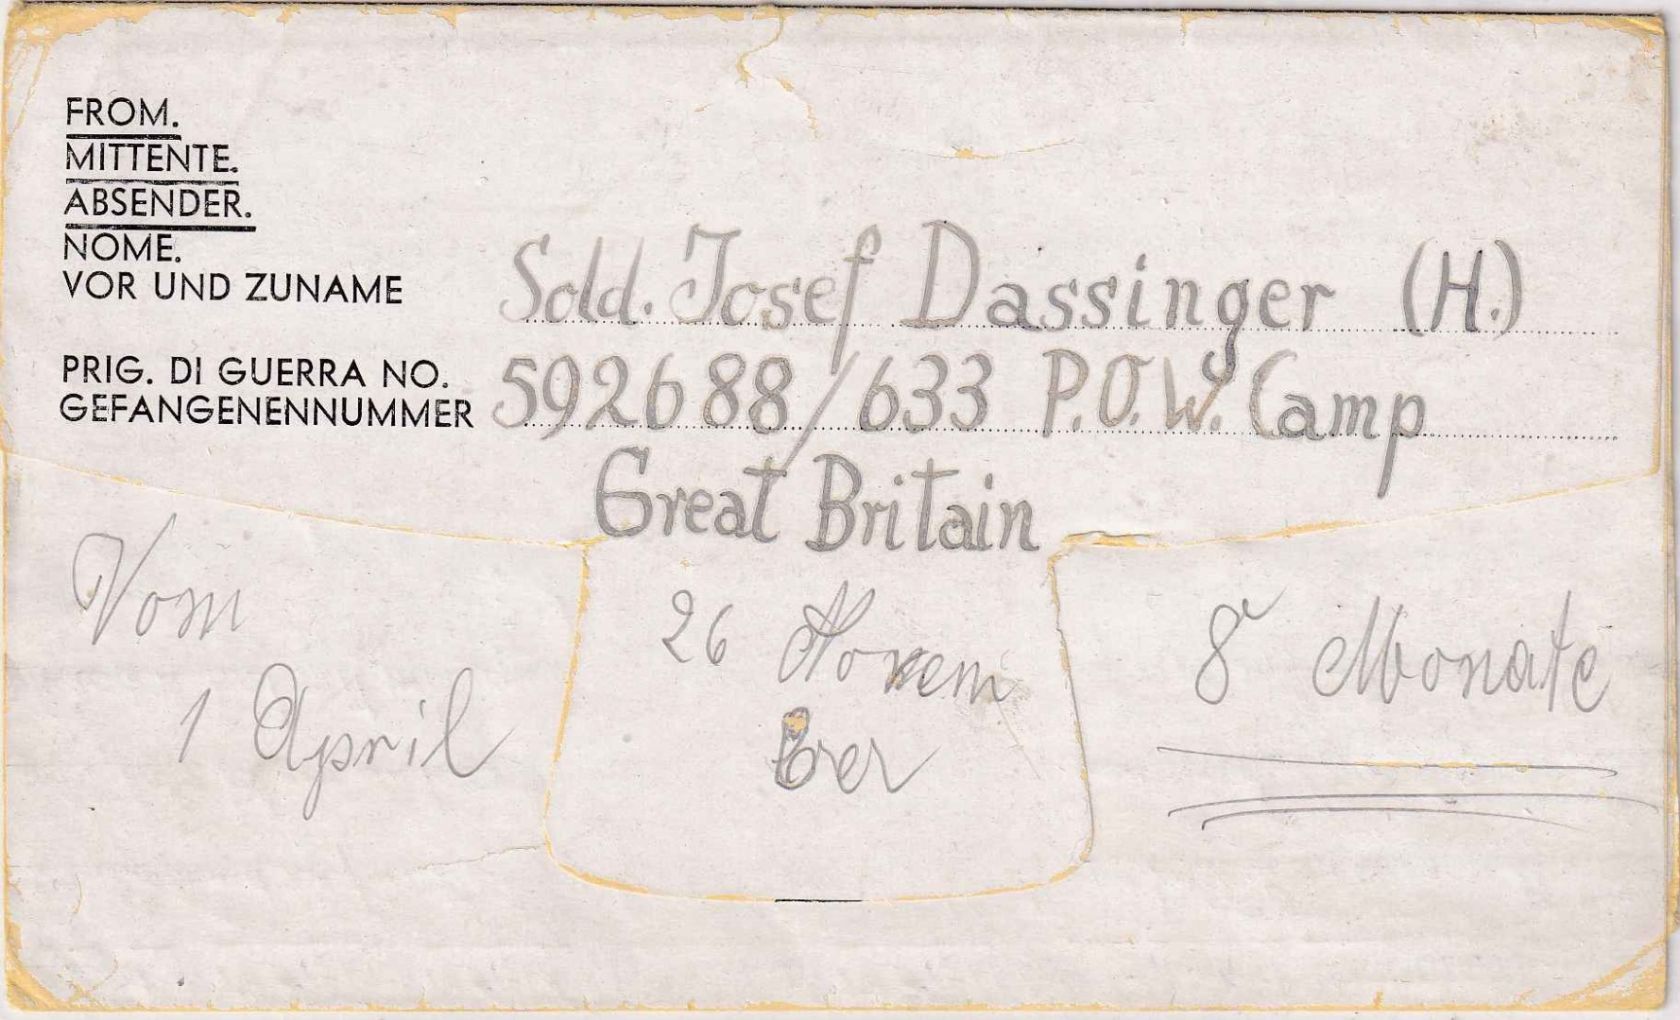 FROM.
MITTENTE.
ABSENDER.
NOME.
VOR UND ZUNAME
Sold. Josef Dassinger (H.)
PRIG. DI GUERRA NO.
GEFANGENENNUMMER
592688/633 P.O.W. Camp
Great Britain
Vom
1 April
26 Novem
ber
8 Monate